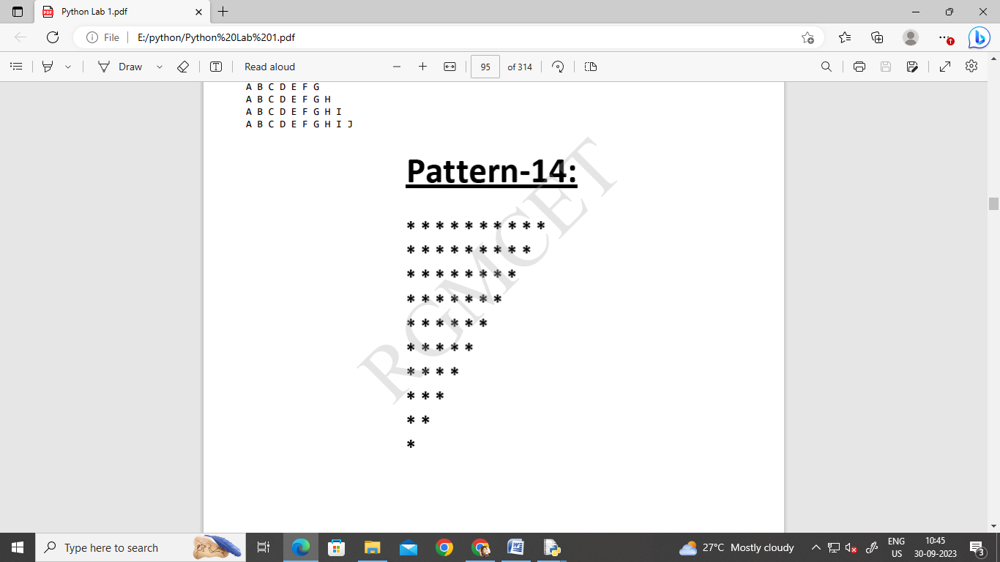 Python Lab 1.pdf
File
E:/python/Python%20Lab%201.pdf
Draw
Read aloud
95
of 314
A B C D E F G
A B C D E F G H
A B C D E F G H I
A B C D E F G H I J
Pattern-14:
* * * * * * * * * *
* * * * * * * * *
* * * * * * * *
* * * * * * *
* * * * * *
* * * * *
* * * *
* * *
* *
*
RGMCET
Type here to search
27°C Mostly cloudy
ENG
US
10:45
30-09-2023
3